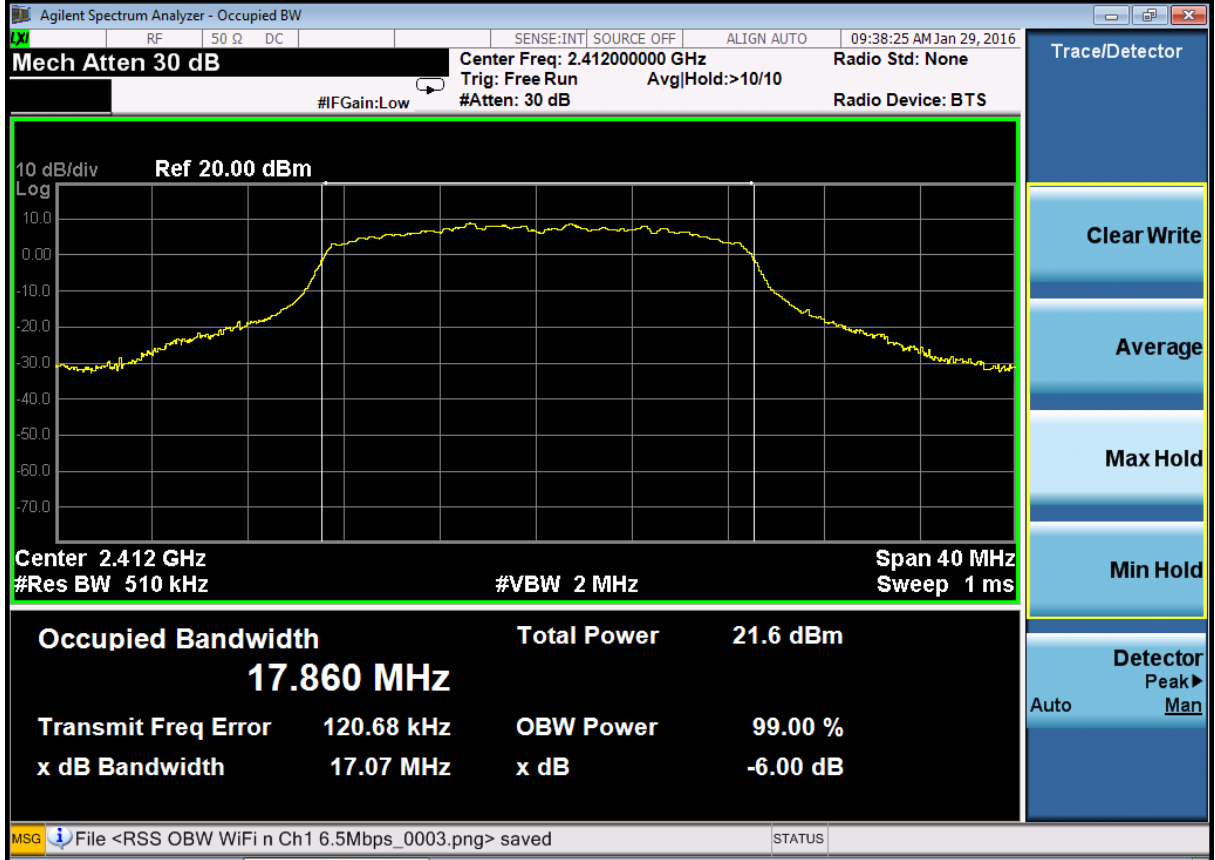 Agilent Spectrum Analyzer - Occupied BW
LXI RF 50 Ω DC SENSE:INT SOURCE OFF ALIGN AUTO 09:38:25 AM Jan 29, 2016
Mech Atten 30 dB
Center Freq: 2.412000000 GHz
Radio Std: None
Trig: Free Run Avg|Hold:>10/10
#IFGain:Low
#Atten: 30 dB
Radio Device: BTS
10 dB/div Ref 20.00 dBm
Log
10.0
0.00
-10.0
-20.0
-30.0
-40.0
-50.0
-60.0
-70.0
Center 2.412 GHz
Span 40 MHz
#Res BW 510 kHz
#VBW 2 MHz
Sweep 1 ms
Occupied Bandwidth
Total Power 21.6 dBm
17.860 MHz
Transmit Freq Error 120.68 kHz
OBW Power 99.00 %
x dB Bandwidth 17.07 MHz
x dB -6.00 dB
MSG File <RSS OBW WiFi n Ch1 6.5Mbps_0003.png> saved
STATUS
Trace/Detector
Clear Write
Average
Max Hold
Min Hold
Detector
Peak▶
Auto Man